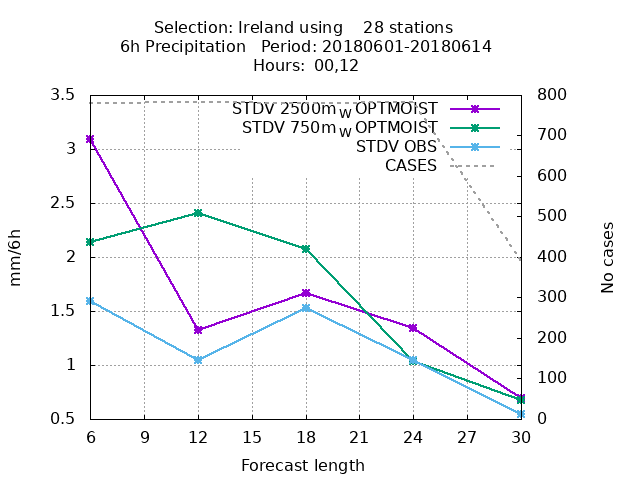 Selection: Ireland using    28 stations
6h Precipitation   Period: 20180601-20180614
Hours:  00,12
3.5
3
2.5
2
1.5
1
0.5
mm/6h
STDV 2500m_W OPTMOIST
STDV 750m_W OPTMOIST
STDV OBS
CASES
800
700
600
500
400
300
200
100
0
No cases
6 9 12 15 18 21 24 27 30
Forecast length